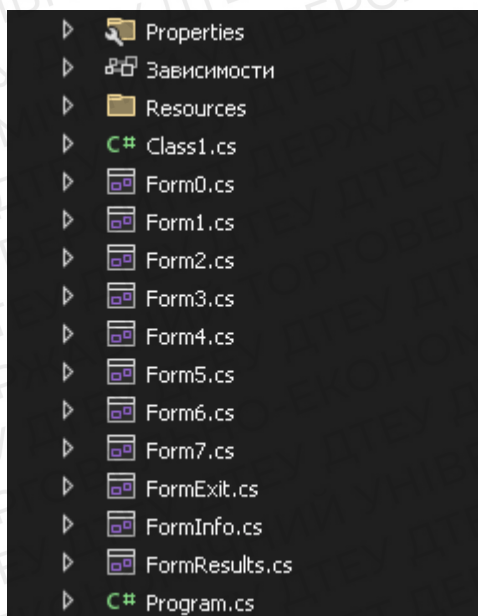 Properties
Зависимости
Resources
C# Class1.cs
Form0.cs
Form1.cs
Form2.cs
Form3.cs
Form4.cs
Form5.cs
Form6.cs
Form7.cs
FormExit.cs
FormInfo.cs
FormResults.cs
C# Program.cs